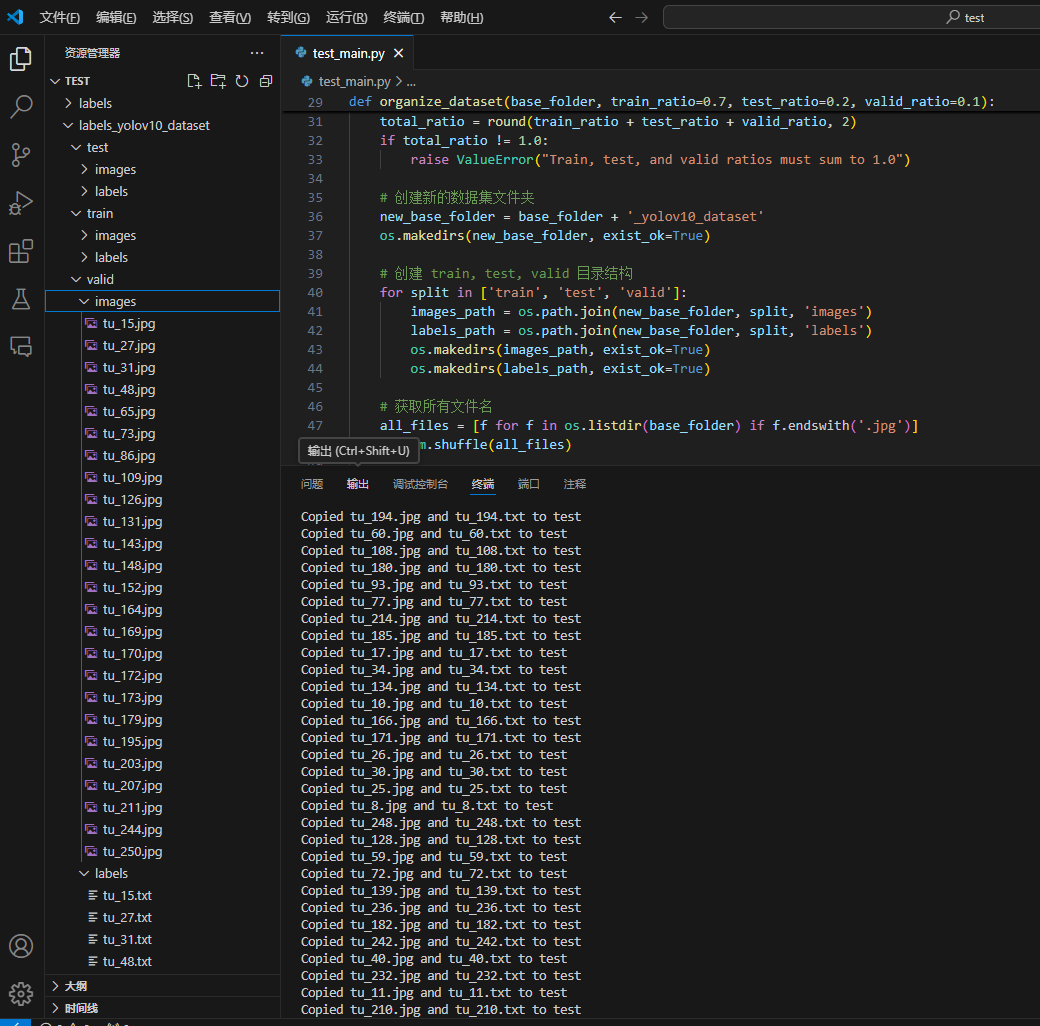 文件(F) 编辑(E) 选择(S) 查看(V) 转到(G) 运行(R) 终端(T) 帮助(H) test
资源管理器
TEST
labels
labels_yolov10_dataset
test
images
labels
train
images
labels
valid
images
tu_15.jpg
tu_27.jpg
tu_31.jpg
tu_48.jpg
tu_65.jpg
tu_73.jpg
tu_86.jpg
tu_109.jpg
tu_126.jpg
tu_131.jpg
tu_143.jpg
tu_148.jpg
tu_152.jpg
tu_164.jpg
tu_169.jpg
tu_170.jpg
tu_172.jpg
tu_173.jpg
tu_179.jpg
tu_195.jpg
tu_203.jpg
tu_207.jpg
tu_211.jpg
tu_244.jpg
tu_250.jpg
labels
tu_15.txt
tu_27.txt
tu_31.txt
tu_48.txt
大纲
时间线
test_main.py
test_main.py > ...
29 def organize_dataset(base_folder, train_ratio=0.7, test_ratio=0.2, valid_ratio=0.1):
31 total_ratio = round(train_ratio + test_ratio + valid_ratio, 2)
32 if total_ratio != 1.0:
33 raise ValueError("Train, test, and valid ratios must sum to 1.0")
34
35 # 创建新的数据集文件夹
36 new_base_folder = base_folder + '_yolov10_dataset'
37 os.makedirs(new_base_folder, exist_ok=True)
38
39 # 创建 train, test, valid 目录结构
40 for split in ['train', 'test', 'valid']:
41 images_path = os.path.join(new_base_folder, split, 'images')
42 labels_path = os.path.join(new_base_folder, split, 'labels')
43 os.makedirs(images_path, exist_ok=True)
44 os.makedirs(labels_path, exist_ok=True)
45
46 # 获取所有文件名
47 all_files = [f for f in os.listdir(base_folder) if f.endswith('.jpg')]
m.shuffle(all_files)
输出 (Ctrl+Shift+U)
问题 输出 调试控制台 终端 端口 注释
Copied tu_194.jpg and tu_194.txt to test
Copied tu_60.jpg and tu_60.txt to test
Copied tu_108.jpg and tu_108.txt to test
Copied tu_180.jpg and tu_180.txt to test
Copied tu_93.jpg and tu_93.txt to test
Copied tu_77.jpg and tu_77.txt to test
Copied tu_214.jpg and tu_214.txt to test
Copied tu_185.jpg and tu_185.txt to test
Copied tu_17.jpg and tu_17.txt to test
Copied tu_34.jpg and tu_34.txt to test
Copied tu_134.jpg and tu_134.txt to test
Copied tu_10.jpg and tu_10.txt to test
Copied tu_166.jpg and tu_166.txt to test
Copied tu_171.jpg and tu_171.txt to test
Copied tu_26.jpg and tu_26.txt to test
Copied tu_30.jpg and tu_30.txt to test
Copied tu_25.jpg and tu_25.txt to test
Copied tu_8.jpg and tu_8.txt to test
Copied tu_248.jpg and tu_248.txt to test
Copied tu_128.jpg and tu_128.txt to test
Copied tu_59.jpg and tu_59.txt to test
Copied tu_72.jpg and tu_72.txt to test
Copied tu_139.jpg and tu_139.txt to test
Copied tu_236.jpg and tu_236.txt to test
Copied tu_182.jpg and tu_182.txt to test
Copied tu_242.jpg and tu_242.txt to test
Copied tu_40.jpg and tu_40.txt to test
Copied tu_232.jpg and tu_232.txt to test
Copied tu_11.jpg and tu_11.txt to test
Copied tu_210.jpg and tu_210.txt to test